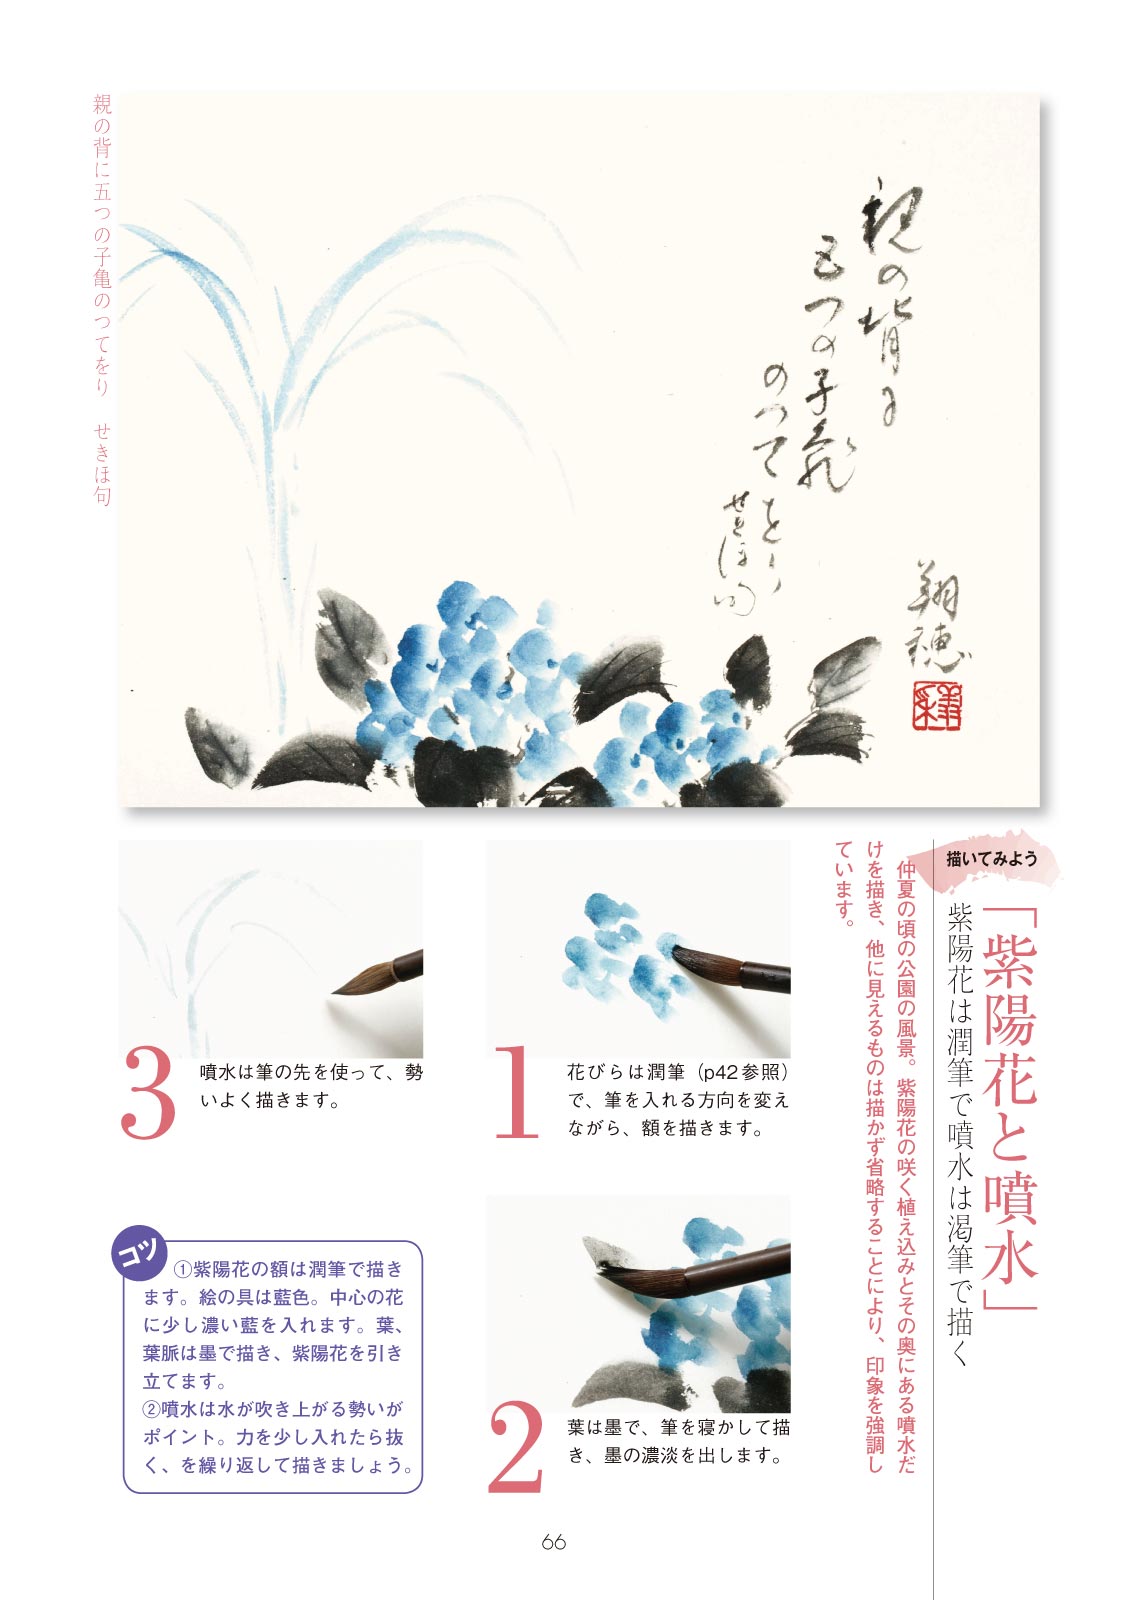 描いてみよう
「紫陽花と噴水」
紫陽花は潤筆で噴水は渇筆で描く
仲夏の頃の公園の風景。紫陽花の咲く植え込みとその奥にある噴水だ
けを描き、他に見えるものは描かず省略することにより、印象を強調し
ています。
親の背に
五つの子亀
のつてをり
せきほ句
翔穂
親の背に五つの子亀のつてをり　せきほ句
1
花びらは潤筆（p42参照）
で、筆を入れる方向を変え
ながら、額を描きます。
2
葉は墨で、筆を寝かして描
き、墨の濃淡を出します。
3
噴水は筆の先を使って、勢
いよく描きます。
コツ
①紫陽花の額は潤筆で描き
ます。絵の具は藍色。中心の花
に少し濃い藍を入れます。葉、
葉脈は墨で描き、紫陽花を引き
立てます。
②噴水は水が吹き上がる勢いが
ポイント。力を少し入れたら抜
く、を繰り返して描きましょう。
66